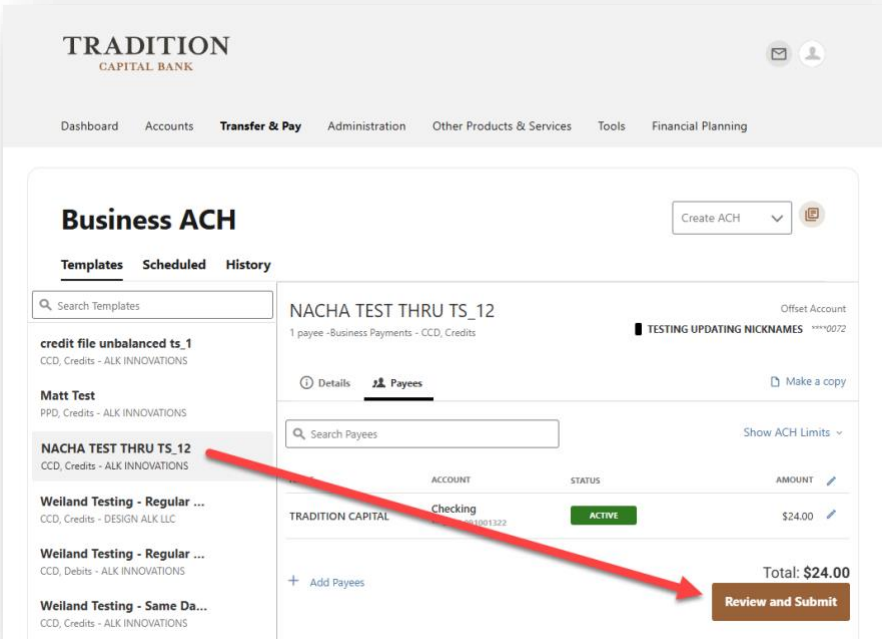 TRADITION
CAPITAL BANK
Dashboard Accounts Transfer & Pay Administration Other Products & Services Tools Financial Planning
Business ACH
Create ACH
Templates Scheduled History
Search Templates
credit file unbalanced ts_1
CCD, Credits - ALK INNOVATIONS
Matt Test
PPD, Credits - ALK INNOVATIONS
NACHA TEST THRU TS_12
CCD, Credits - ALK INNOVATIONS
Weiland Testing - Regular ...
CCD, Credits - DESIGN ALK LLC
Weiland Testing - Regular ...
CCD, Debits - ALK INNOVATIONS
Weiland Testing - Same Da...
CCD, Credits - ALK INNOVATIONS
NACHA TEST THRU TS_12
1 payee -Business Payments - CCD, Credits
Offset Account
TESTING UPDATING NICKNAMES ****0072
Details Payees
Make a copy
Search Payees
Show ACH Limits
ACCOUNT STATUS AMOUNT
TRADITION CAPITAL Checking ACTIVE $24.00
Add Payees
Total: $24.00
Review and Submit